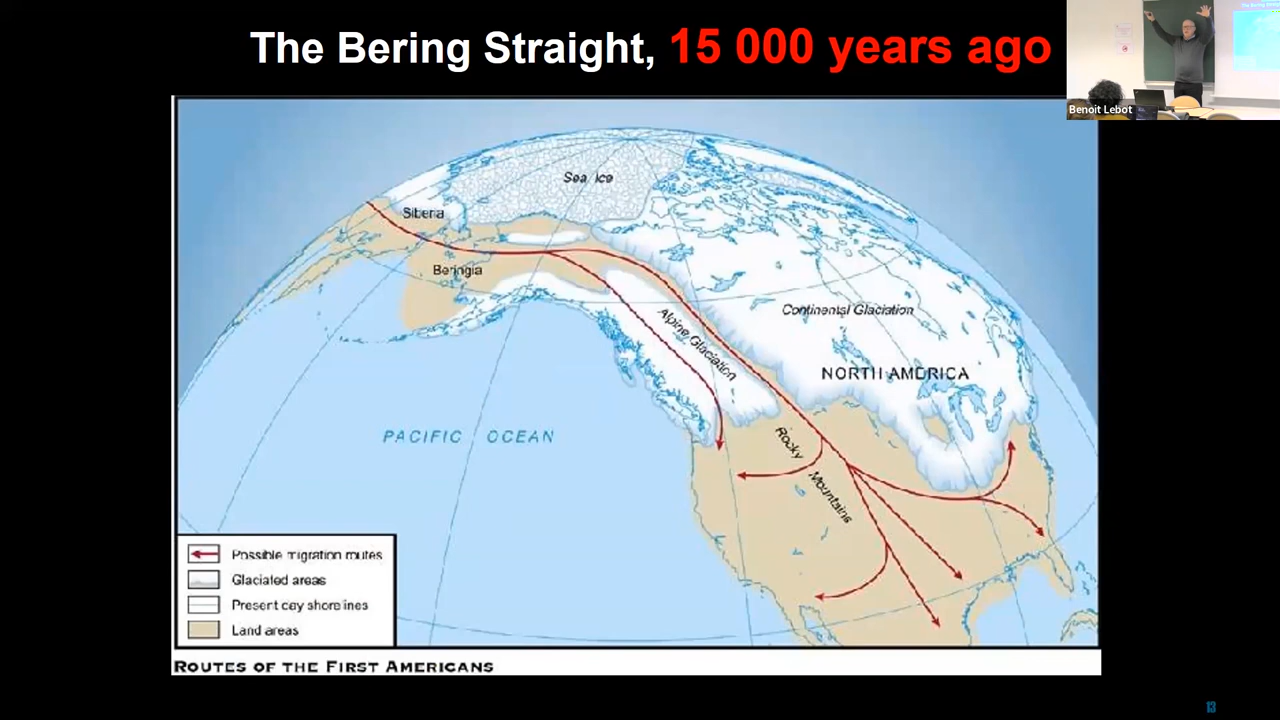 The Bering Straight, 15 000 years ago
Benoit Lebot
Sea Ice
Siberia
Beringia
Alpine Glaciation
Continental Glaciation
NORTH AMERICA
PACIFIC OCEAN
Rocky
Mountains
Possible migration routes
Glaciated areas
Present day shorelines
Land areas
ROUTES OF THE FIRST AMERICANS
13